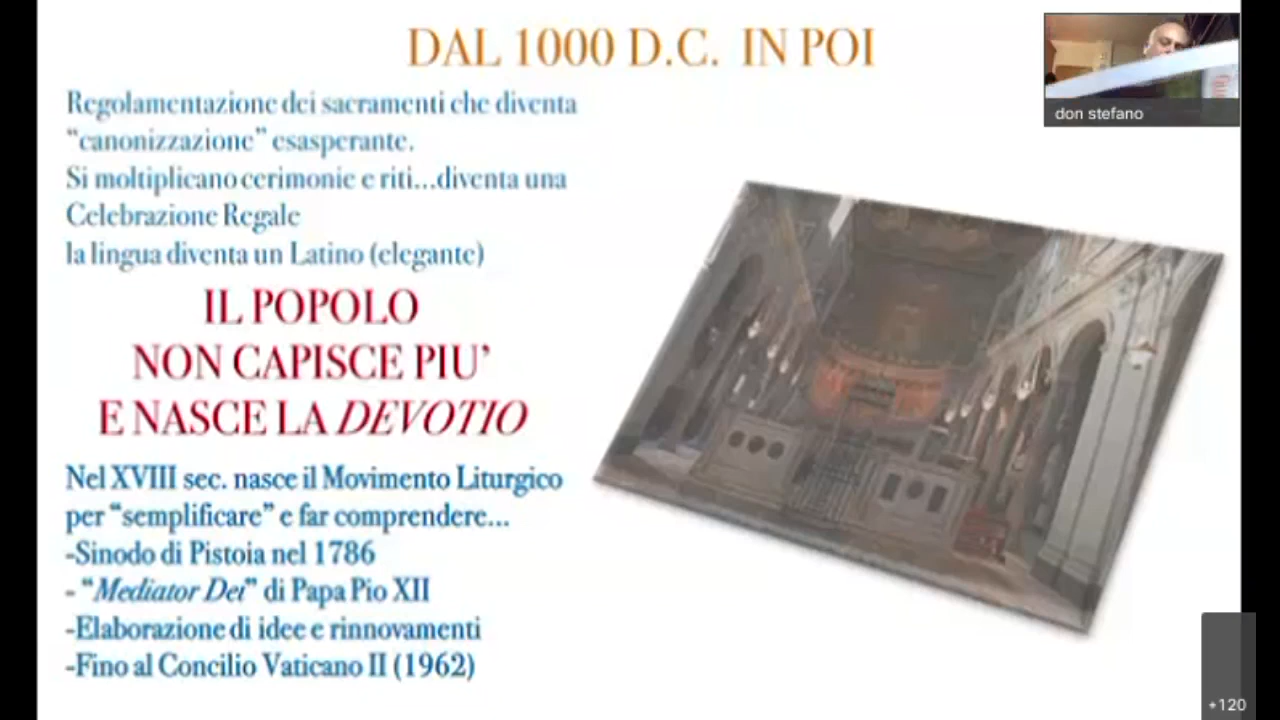 DAL 1000 D.C. IN POI
don stefano
Regolamentazione dei sacramenti che diventa
“canonizzazione” esasperante.
Si moltiplicano cerimonie e riti...diventa una
Celebrazione Regale
la lingua diventa un Latino (elegante)
IL POPOLO
NON CAPISCE PIU’
E NASCE LA DEVOTIO
Nel XVIII sec. nasce il Movimento Liturgico
per “semplificare” e far comprendere...
-Sinodo di Pistoia nel 1786
- “Mediator Dei” di Papa Pio XII
-Elaborazione di idee e rinnovamenti
-Fino al Concilio Vaticano II (1962)
+120